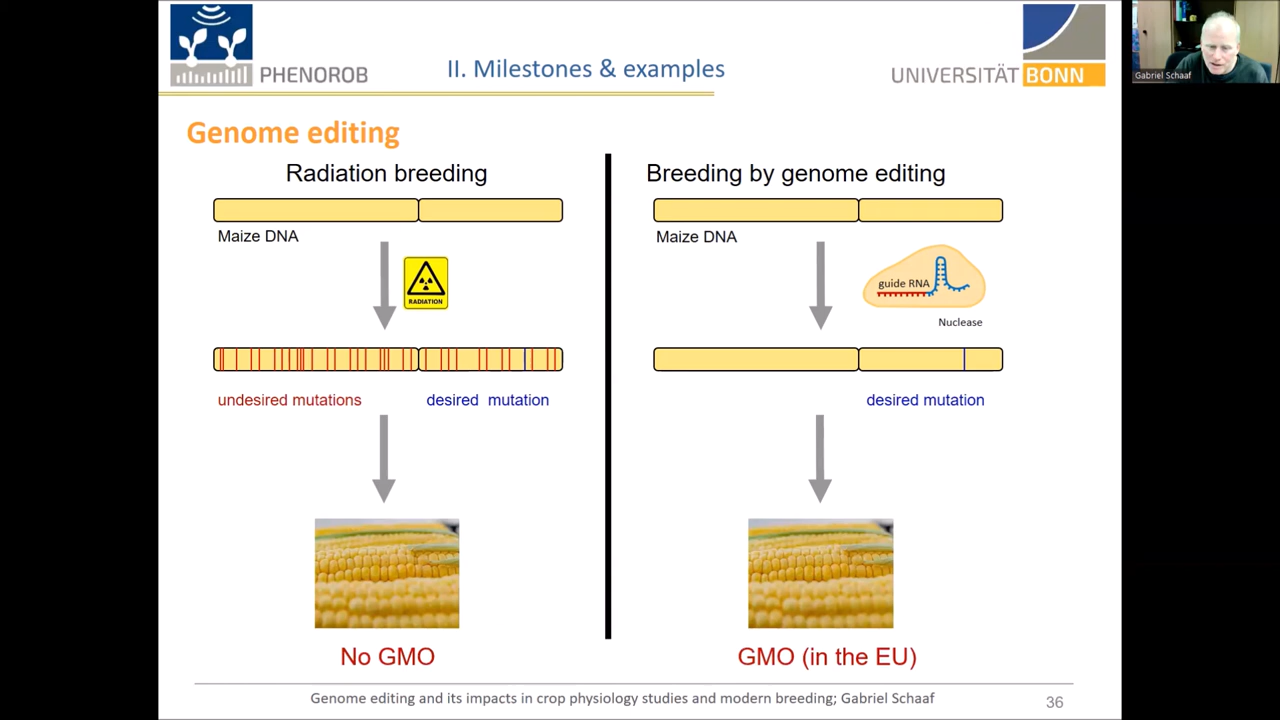 PHENOROB
II. Milestones & examples
UNIVERSITÄT BONN
Gabriel Schaaf
Genome editing
Radiation breeding
Maize DNA
RADIATION
undesired mutations
desired mutation
No GMO
Breeding by genome editing
Maize DNA
guide RNA
Nuclease
desired mutation
GMO (in the EU)
Genome editing and its impacts in crop physiology studies and modern breeding; Gabriel Schaaf
36